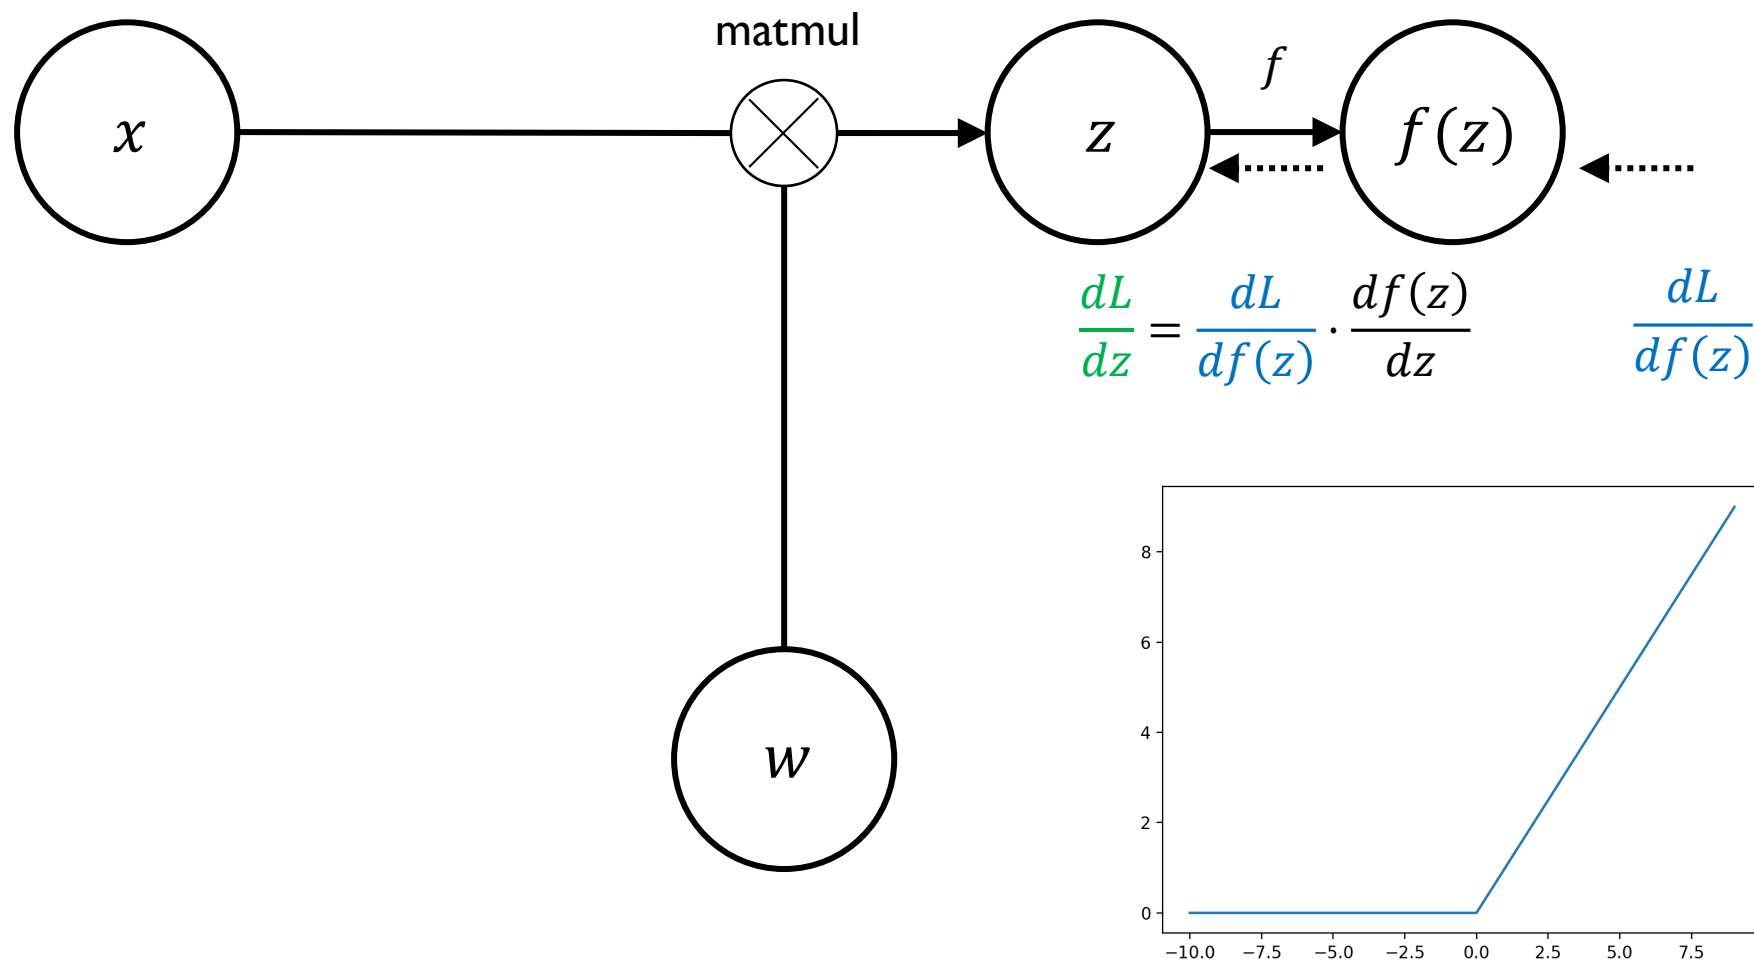 matmul
f
x
z
f(z)
dL/dz = dL/df(z) · df(z)/dz
dL/df(z)
w
8
6
4
2
0
−10.0 −7.5 −5.0 −2.5 0.0 2.5 5.0 7.5